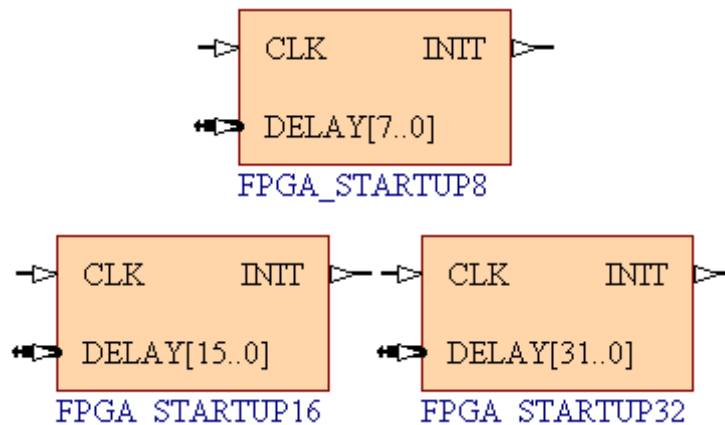 CLK INIT
DELAY[7..0]
FPGA_STARTUP8
CLK INIT
DELAY[15..0]
FPGA_STARTUP16
CLK INIT
DELAY[31..0]
FPGA_STARTUP32